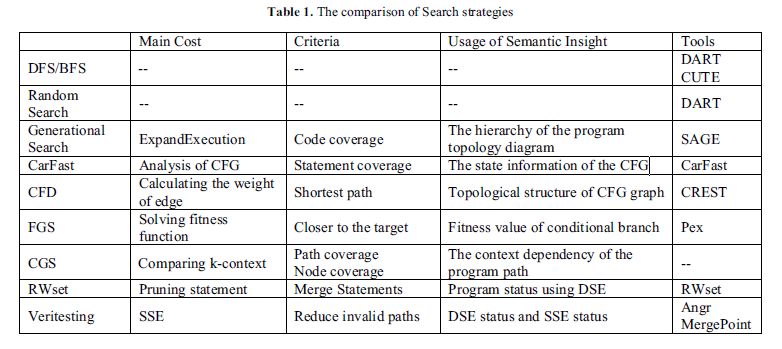 Table 1. The comparison of Search strategies
Main Cost Criteria Usage of Semantic Insight Tools
DFS/BFS -- -- -- DART
CUTE
Random
Search -- -- -- DART
Generational
Search ExpandExecution Code coverage The hierarchy of the program
topology diagram SAGE
CarFast Analysis of CFG Statement coverage The state information of the CFG CarFast
CFD Calculating the weight
of edge Shortest path Topological structure of CFG graph CREST
FGS Solving fitness
function Closer to the target Fitness value of conditional branch Pex
CGS Comparing k-context Path coverage
Node coverage The context dependency of the
program path --
RWset Pruning statement Merge Statements Program status using DSE RWset
Veritesting SSE Reduce invalid paths DSE status and SSE status Angr
MergePoint